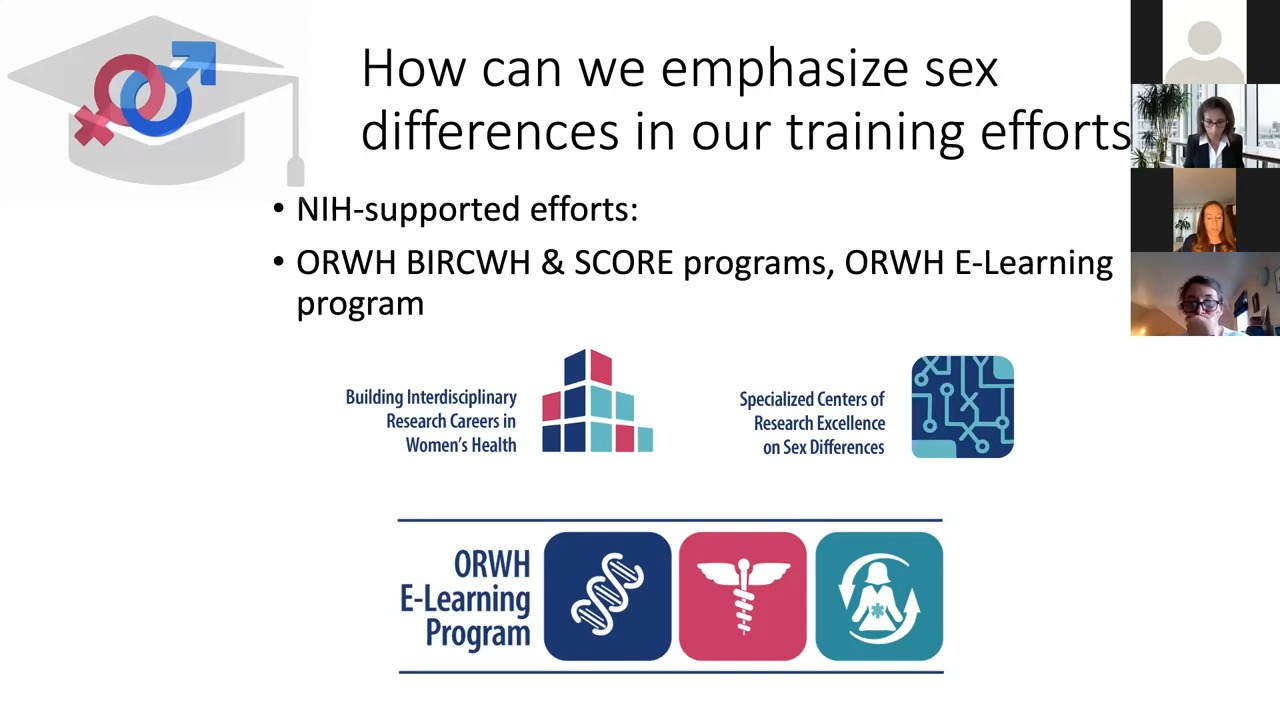 How can we emphasize sex
differences in our training efforts
• NIH-supported efforts:
• ORWH BIRCWH & SCORE programs, ORWH E-Learning
program
Building Interdisciplinary
Research Careers in
Women's Health
Specialized Centers of
Research Excellence
on Sex Differences
ORWH
E-Learning
Program